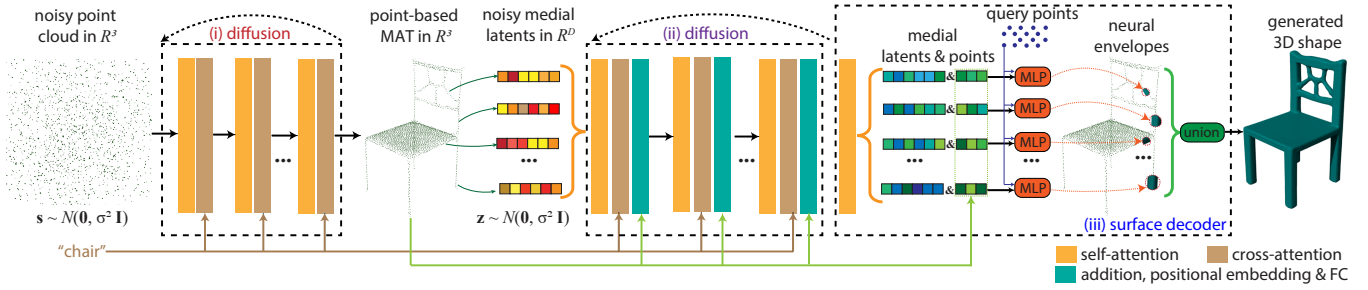 noisy point
cloud in R³
(i) diffusion
point-based
MAT in R³
noisy medial
latents in Rᴰ
(ii) diffusion
query points
medial
latents & points
neural
envelopes
generated
3D shape
& MLP
& MLP
& MLP
& MLP
union
...
s ~ N(0, σ² I)
z ~ N(0, σ² I)
(iii) surface decoder
"chair"
self-attention
cross-attention
addition, positional embedding & FC